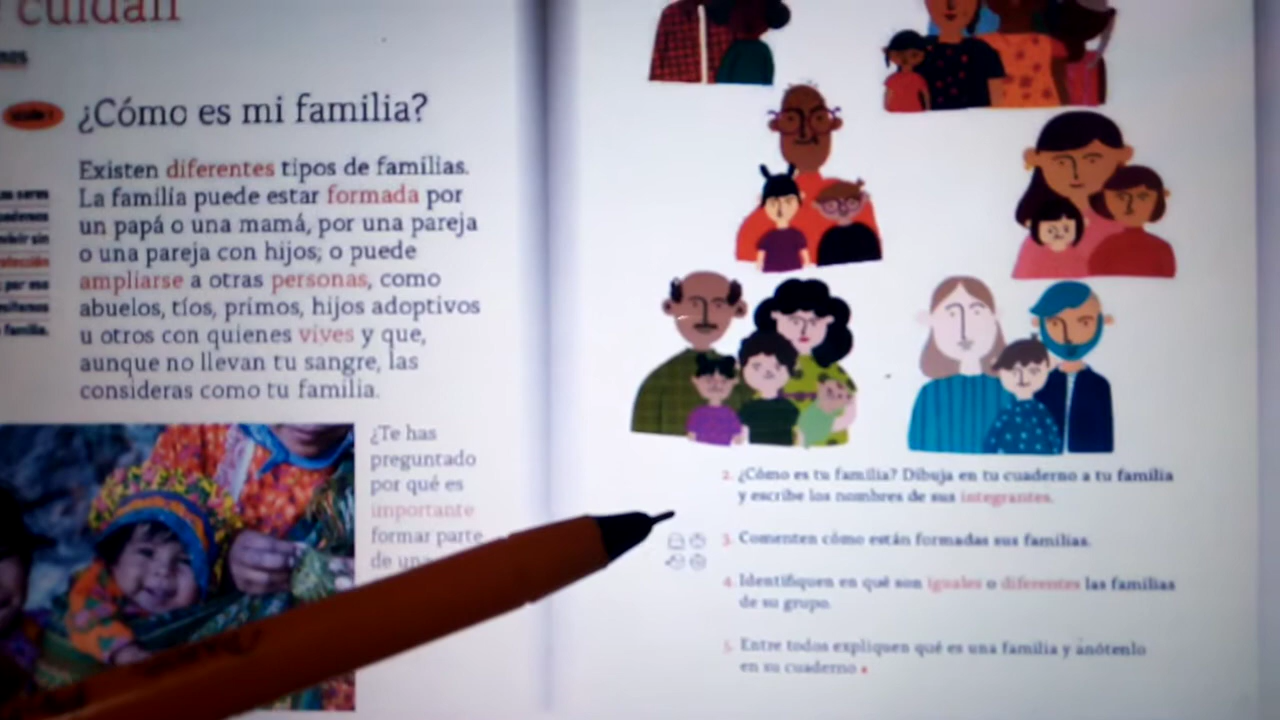 cuidan
¿Cómo es mi familia?
Existen diferentes tipos de familias.
La familia puede estar formada por
un papá o una mamá, por una pareja
o una pareja con hijos; o puede
ampliarse a otras personas, como
abuelos, tíos, primos, hijos adoptivos
u otros con quienes vives y que,
aunque no llevan tu sangre, las
consideras como tu familia.
¿Te has
preguntado
por qué es
importante
formar parte
de una
familia.
2. ¿Cómo es tu familia? Dibuja en tu cuaderno a tu familia
y escribe los nombres de sus integrantes.
3. Comenten cómo están formadas sus familias.
4. Identifiquen en qué son iguales o diferentes las familias
de su grupo.
5. Entre todos expliquen qué es una familia y anótenlo
en su cuaderno